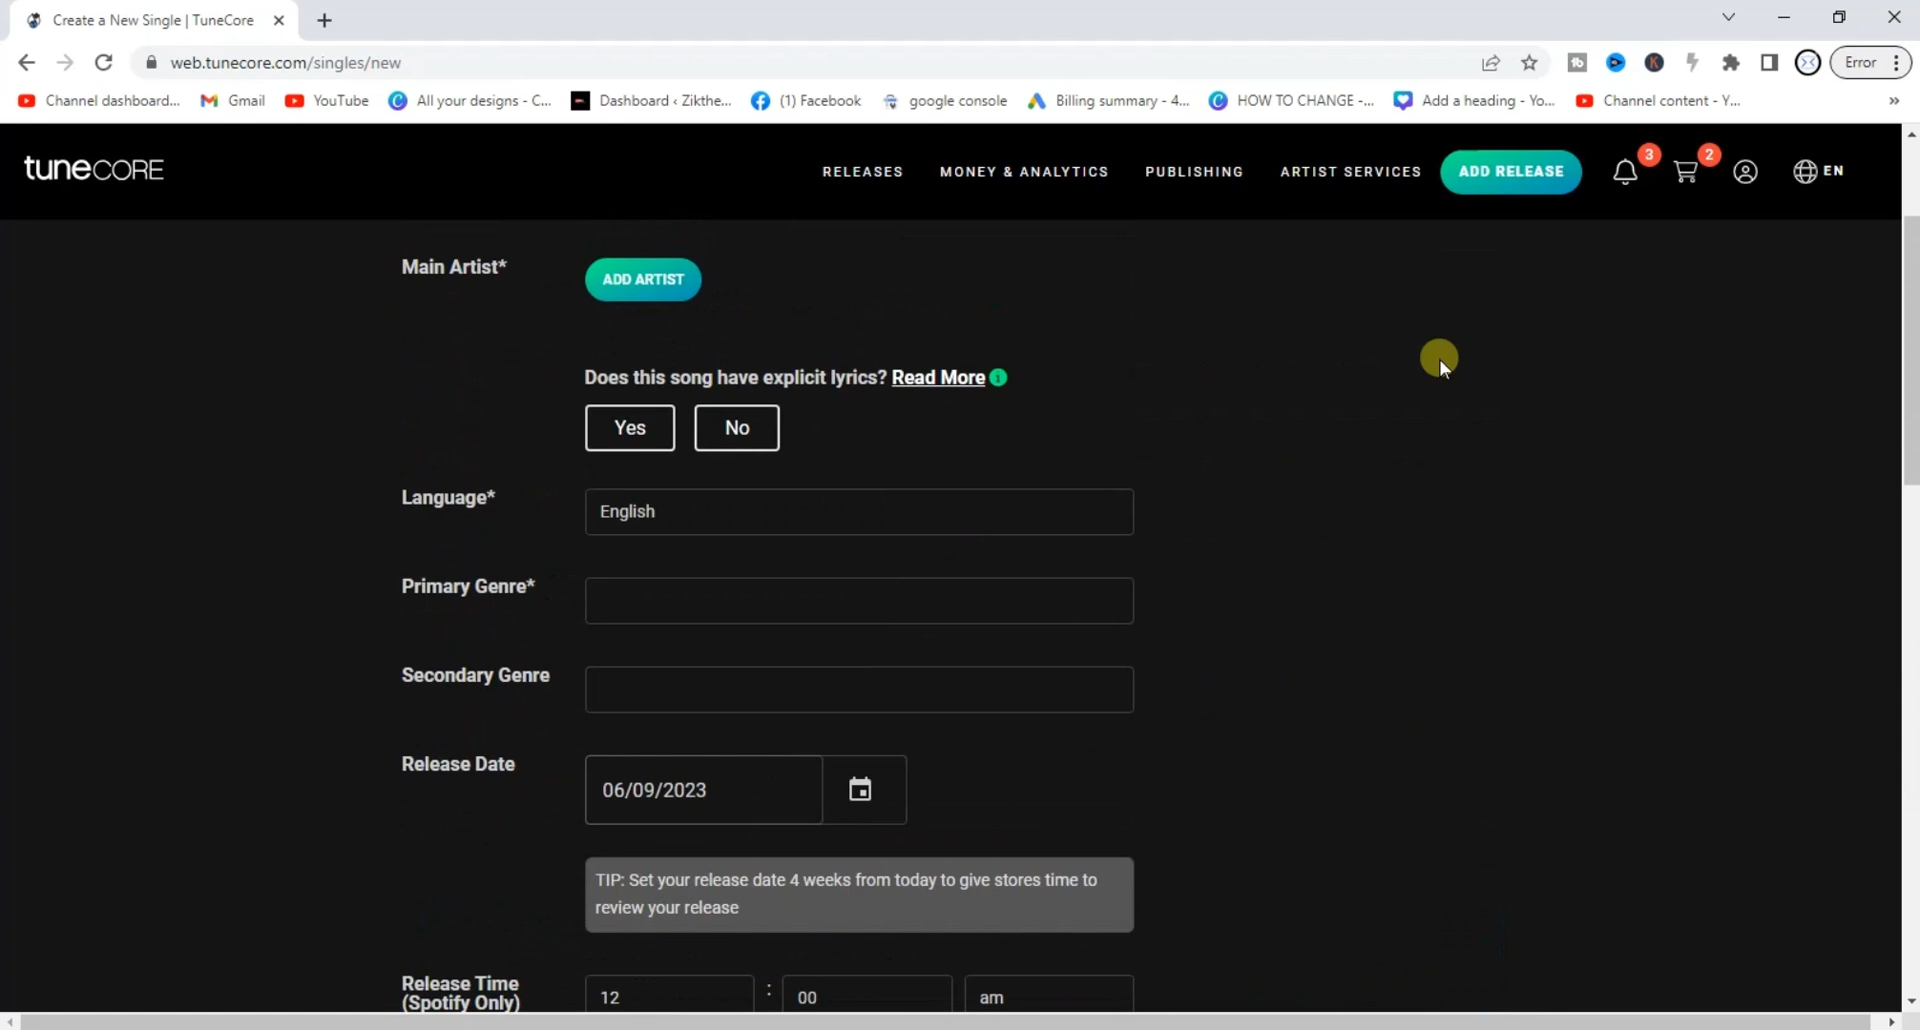 Create a New Single | TuneCore
web.tunecore.com/singles/new
Error
Channel dashboard...
Gmail
YouTube
All your designs - C...
Dashboard ‹ Zikthe...
(1) Facebook
google console
Billing summary - 4...
HOW TO CHANGE -...
Add a heading - Yo...
Channel content - Y...
»
tuneCORE
RELEASES
MONEY & ANALYTICS
PUBLISHING
ARTIST SERVICES
ADD RELEASE
3
2
EN
Main Artist*
ADD ARTIST
Does this song have explicit lyrics? Read More
Yes
No
Language*
English
Primary Genre*
Secondary Genre
Release Date
06/09/2023
TIP: Set your release date 4 weeks from today to give stores time to
review your release
Release Time
(Spotify Only)
12
:
00
am